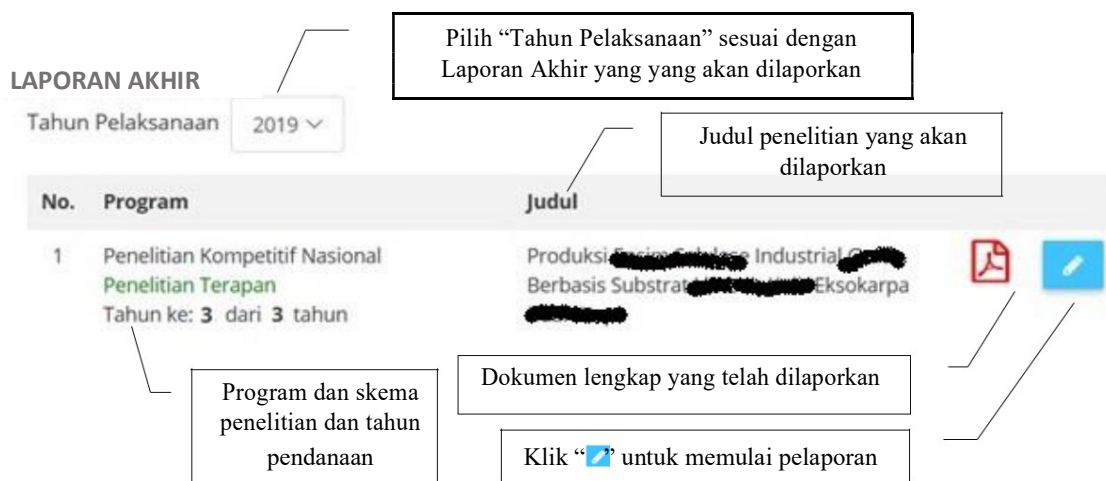 Pilih “Tahun Pelaksanaan” sesuai dengan
Laporan Akhir yang yang akan dilaporkan
LAPORAN AKHIR
Tahun Pelaksanaan 2019
Judul penelitian yang akan
dilaporkan
No. Program Judul
1 Penelitian Kompetitif Nasional Produksi Industrial
Penelitian Terapan Berbasis Substrat Eksokarpa
Tahun ke: 3 dari 3 tahun
Dokumen lengkap yang telah dilaporkan
Program dan skema
penelitian dan tahun
pendanaan
Klik “ ” untuk memulai pelaporan